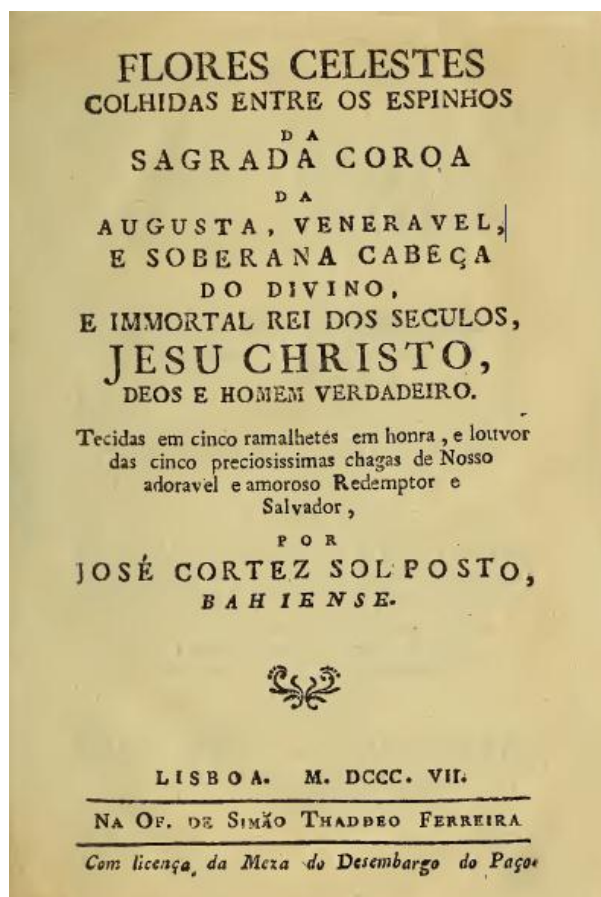 FLORES CELESTES
COLHIDAS ENTRE OS ESPINHOS
DA
SAGRADA COROA
DA
AUGUSTA, VENERAVEL,
E SOBERANA CABEÇA
DO DIVINO,
E IMMORTAL REI DOS SECULOS,
JESU CHRISTO,
DEOS E HOMEM VERDADEIRO.
Tecidas em cinco ramalhetes em honra, e louvor
das cinco preciosissimas chagas de Nosso
adoravel e amoroso Redemptor e
Salvador,
POR
JOSÉ CORTEZ SOLPOSTO,
BAHIENSE.
LISBOA. M. DCCC. VII.
NA OF. DE SIMÃO THADDEO FERREIRA
Com licença da Meza do Desembargo do Paço.